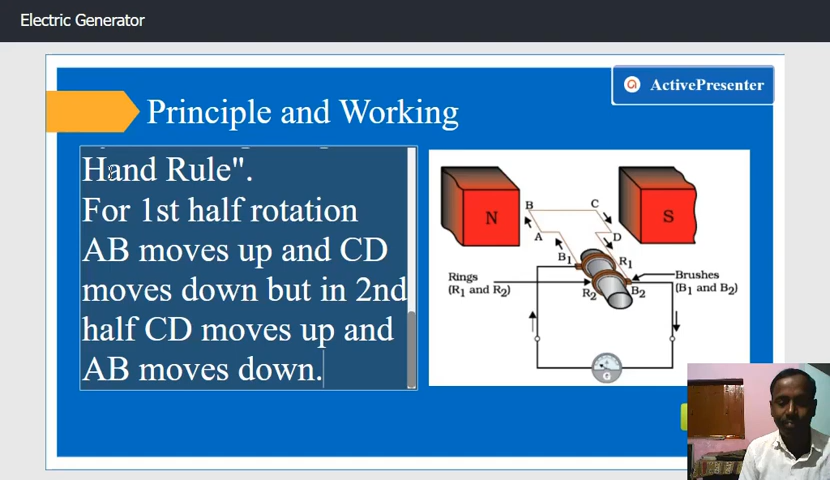 Electric Generator
ActivePresenter
Principle and Working
Hand Rule".
For 1st half rotation
AB moves up and CD
moves down but in 2nd
half CD moves up and
AB moves down.
N
S
B
C
A
D
B1
R1
Rings
(R1 and R2)
R2
B2
Brushes
(B1 and B2)
G